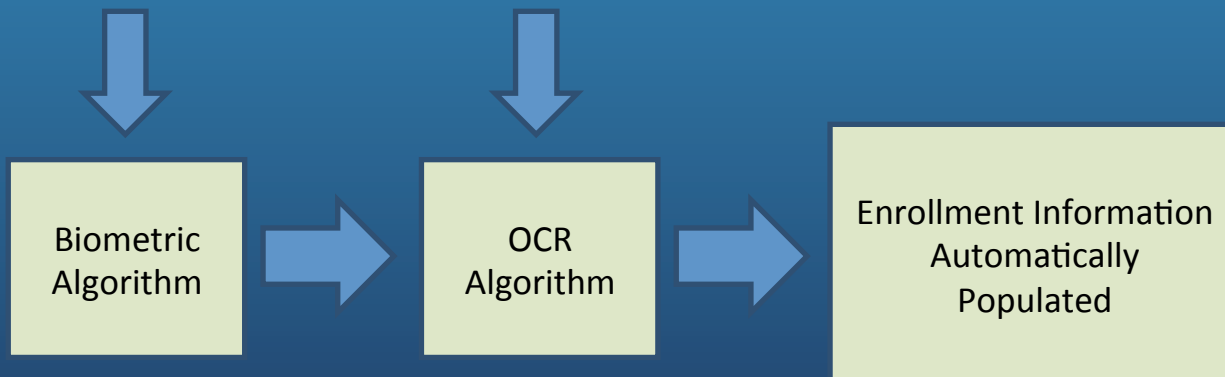 Biometric
Algorithm
OCR
Algorithm
Enrollment Information
Automatically
Populated